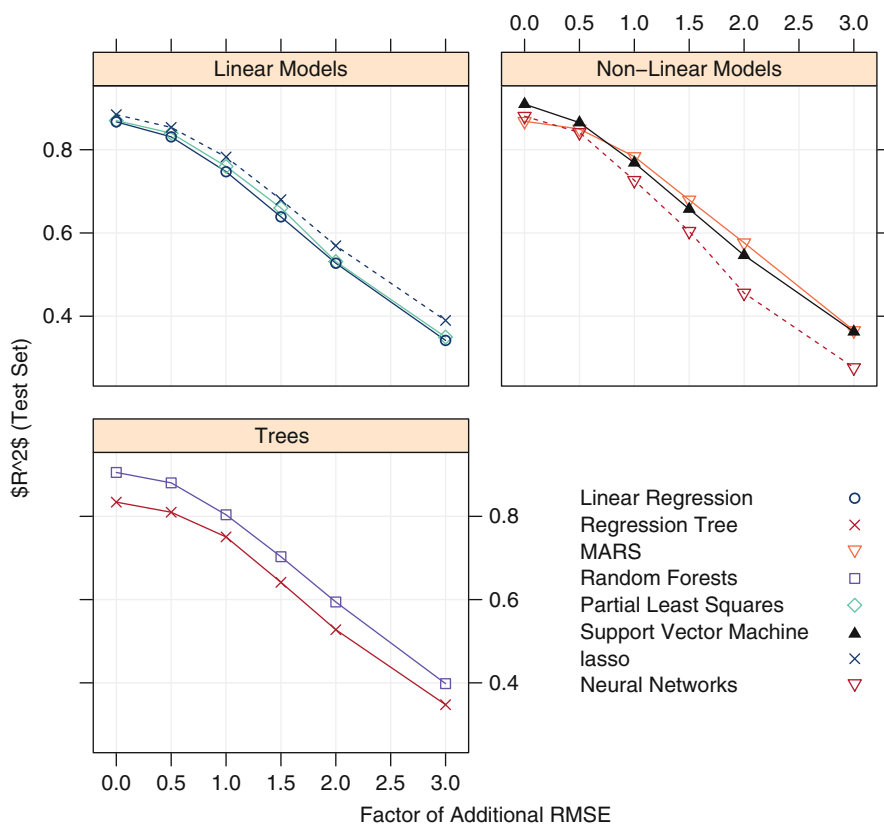 0.0 0.5 1.0 1.5 2.0 2.5 3.0
Linear Models
Non−Linear Models
0.8
0.6
0.4
$R^2$ (Test Set)
Trees
0.8
0.6
0.4
0.0 0.5 1.0 1.5 2.0 2.5 3.0
Factor of Additional RMSE
Linear Regression
Regression Tree
MARS
Random Forests
Partial Least Squares
Support Vector Machine
lasso
Neural Networks